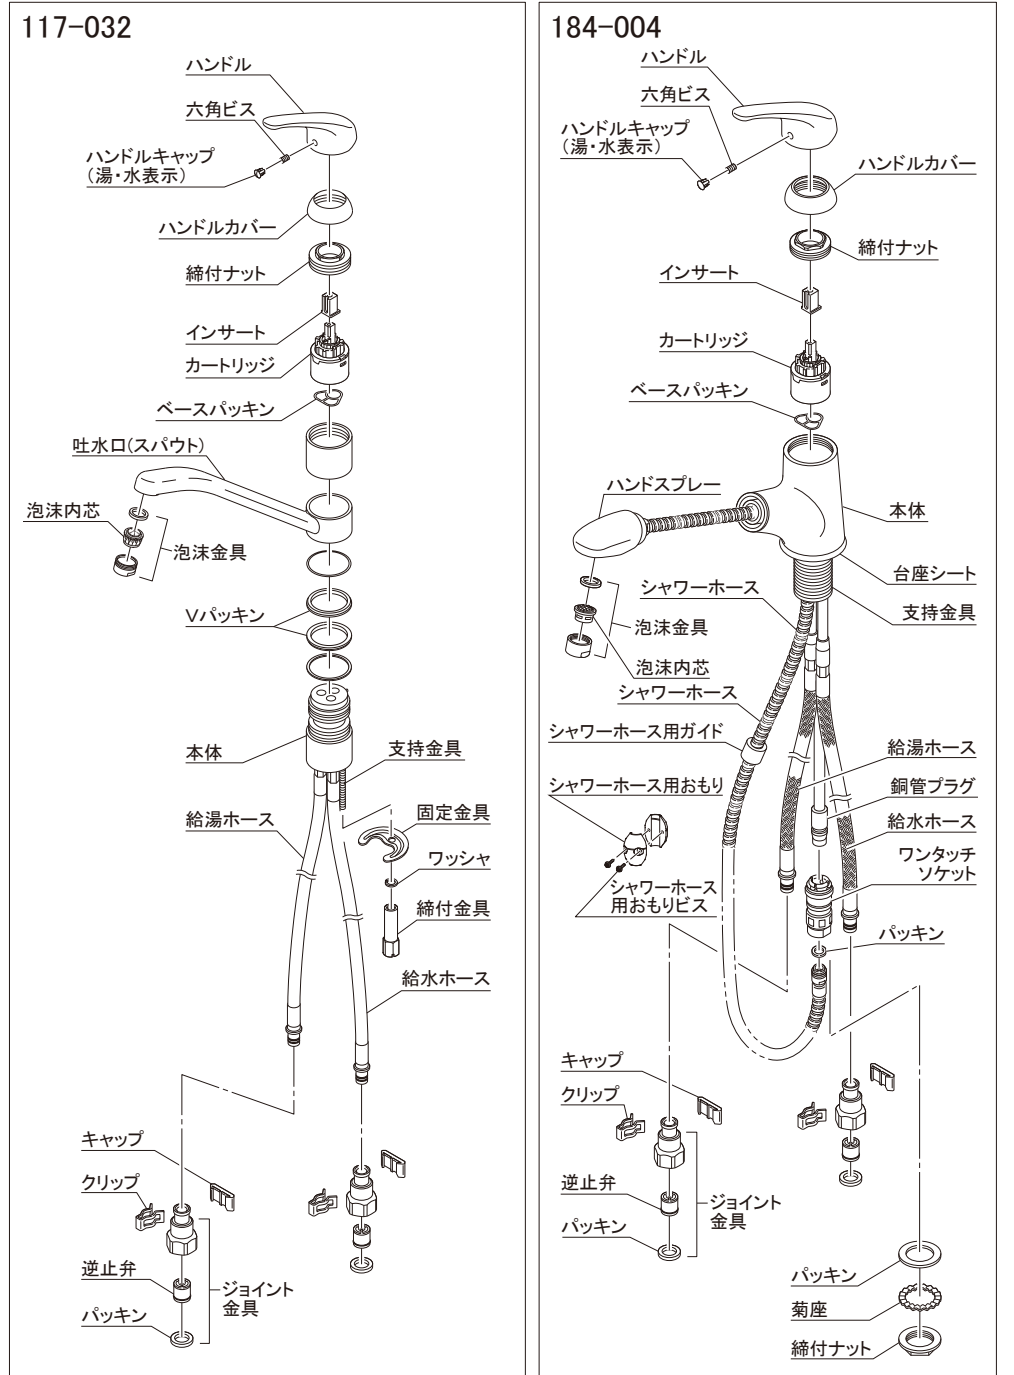 117-032
ハンドル
六角ビス
ハンドルキャップ
(湯・水表示)
ハンドルカバー
締付ナット
インサート
カートリッジ
ベースパッキン
吐水口(スパウト)
泡沫内芯
泡沫金具
Vパッキン
本体
支持金具
給湯ホース
固定金具
ワッシャ
締付金具
給水ホース
キャップ
クリップ
逆止弁
ジョイント
金具
パッキン
184-004
ハンドル
六角ビス
ハンドルキャップ
(湯・水表示)
ハンドルカバー
締付ナット
インサート
カートリッジ
ベースパッキン
ハンドスプレー
本体
台座シート
シャワーホース
支持金具
泡沫金具
泡沫内芯
シャワーホース
シャワーホース用ガイド
給湯ホース
シャワーホース用おもり
銅管プラグ
給水ホース
ワンタッチ
ソケット
シャワーホース
用おもりビス
パッキン
キャップ
クリップ
逆止弁
ジョイント
金具
パッキン
パッキン
菊座
締付ナット